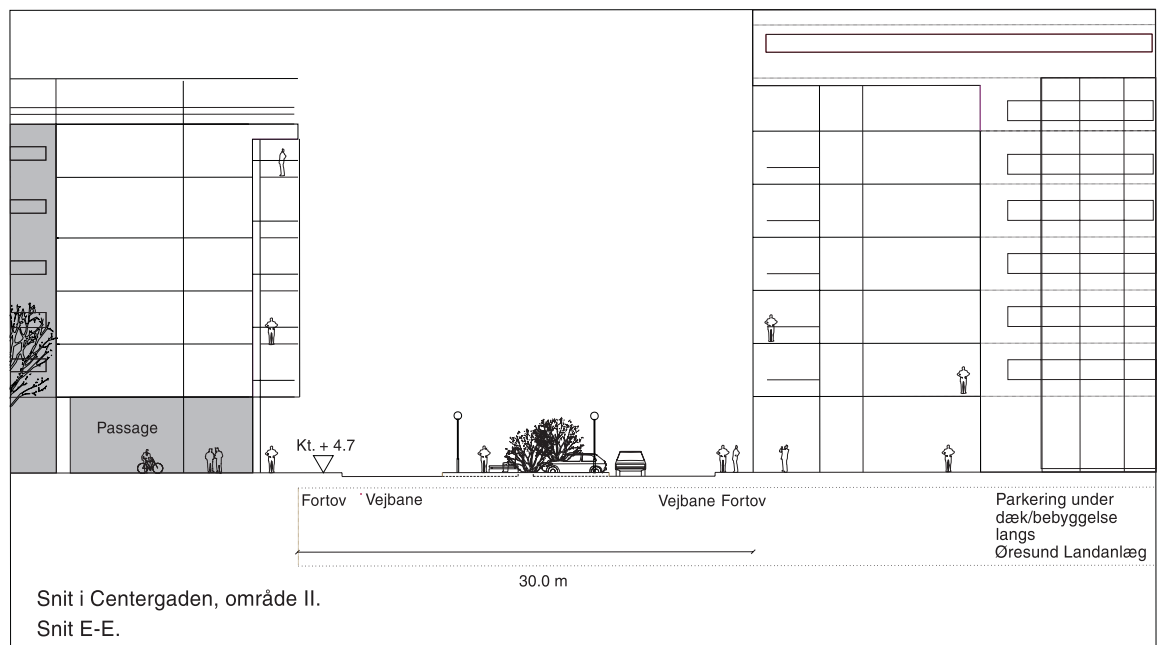 Passage
Kt. + 4.7
Fortov Vejbane
Vejbane Fortov
Parkering under
dæk/bebyggelse
langs
Øresund Landanlæg
30.0 m
Snit i Centergaden, område II.
Snit E-E.